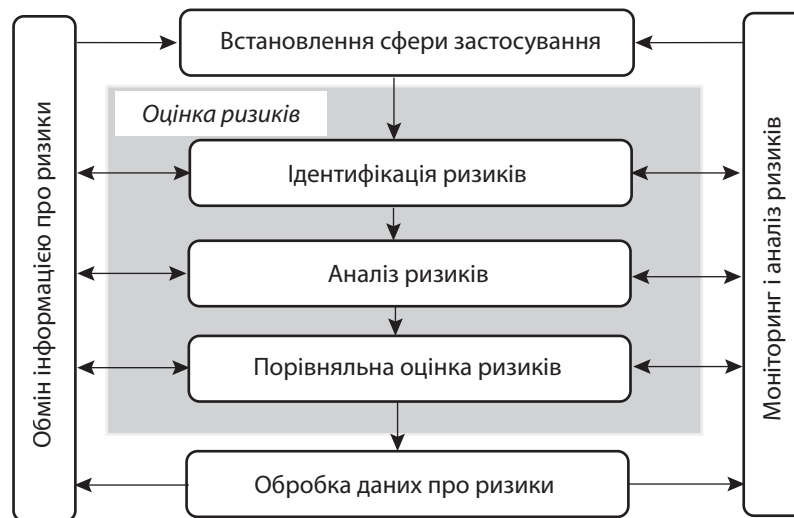 Встановлення сфери застосування
Оцінка ризиків
Ідентифікація ризиків
Аналіз ризиків
Порівняльна оцінка ризиків
Обробка даних про ризики
Обмін інформацією про ризики
Моніторинг і аналіз ризиків